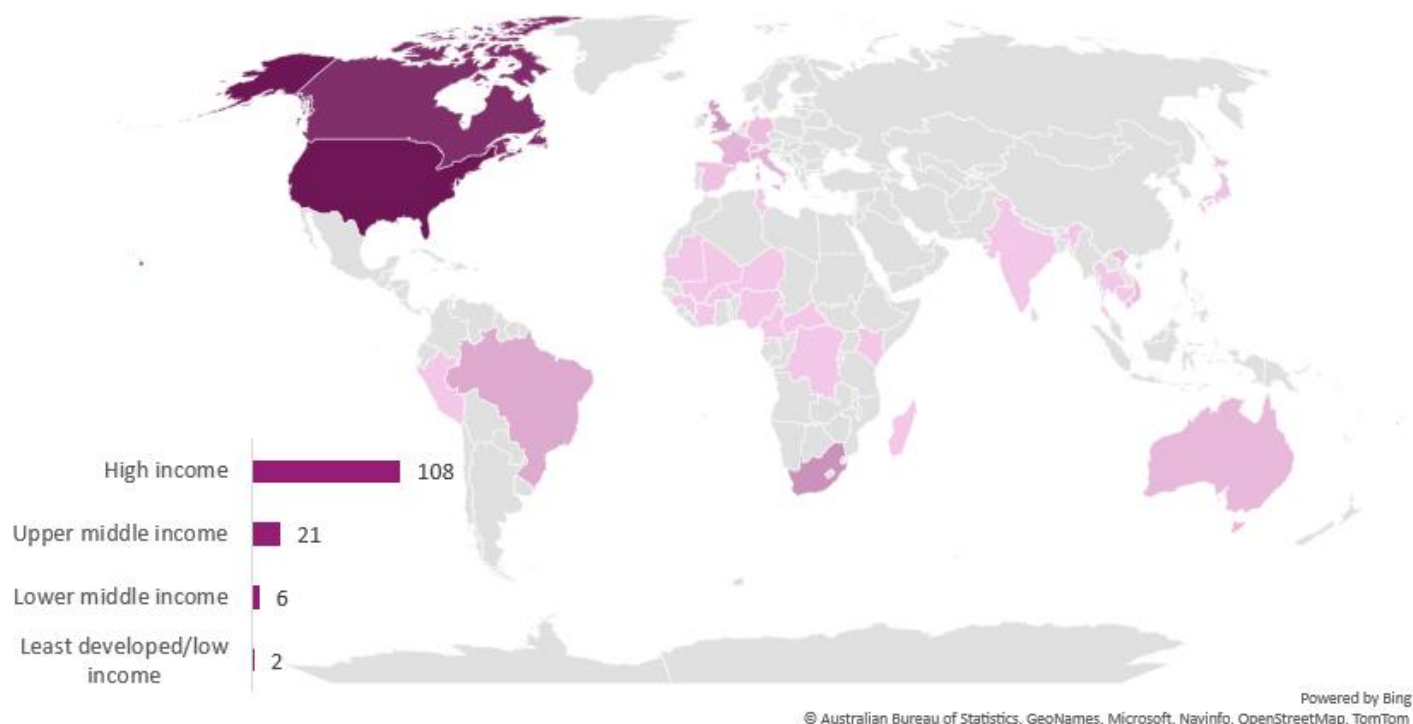 High income 108
Upper middle income 21
Lower middle income 6
Least developed/low
income 2
Powered by Bing
© Australian Bureau of Statistics, GeoNames, Microsoft, Navinfo, OpenStreetMap, TomTom